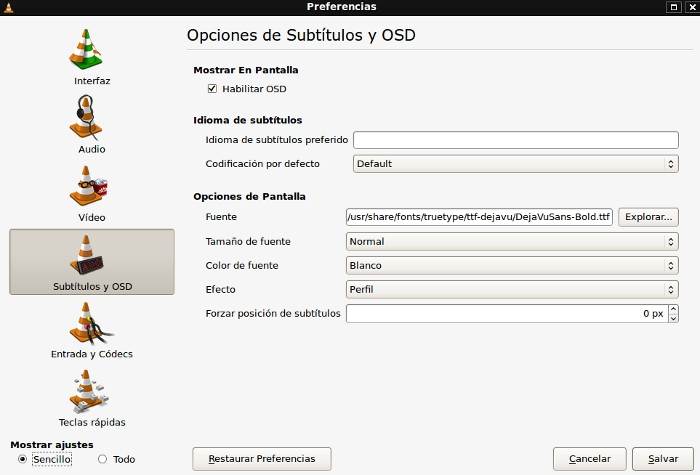 Preferencias
Interfaz
Audio
Vídeo
Subtítulos y OSD
Entrada y Códecs
Teclas rápidas
Mostrar ajustes
Sencillo Todo
Opciones de Subtítulos y OSD
Mostrar En Pantalla
Habilitar OSD
Idioma de subtítulos
Idioma de subtítulos preferido
Codificación por defecto Default
Opciones de Pantalla
Fuente /usr/share/fonts/truetype/ttf-dejavu/DejaVuSans-Bold.ttf Explorar...
Tamaño de fuente Normal
Color de fuente Blanco
Efecto Perfil
Forzar posición de subtítulos 0 px
Restaurar Preferencias Cancelar Salvar